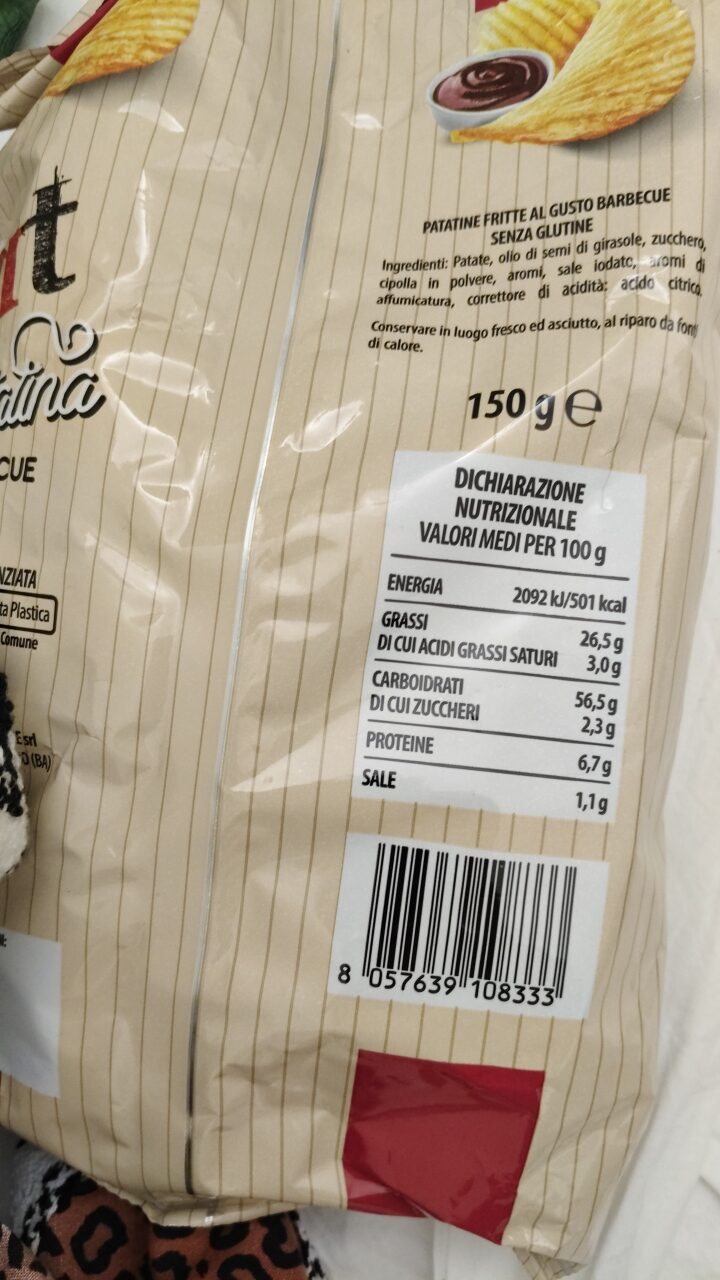 PATATINE FRITTE AL GUSTO BARBECUE
SENZA GLUTINE
Ingredienti: Patate, olio di semi di girasole, zucchero,
cipolla in polvere, aromi, sale iodato, aromi di
affumicatura, correttore di acidità: acido citrico.
Conservare in luogo fresco ed asciutto, al riparo da fonti
di calore.
150 g e
DICHIARAZIONE
NUTRIZIONALE
VALORI MEDI PER 100 g
ENERGIA 2092 kJ/501 kcal
GRASSI 26,5 g
DI CUI ACIDI GRASSI SATURI 3,0 g
CARBOIDRATI 56,5 g
DI CUI ZUCCHERI 2,3 g
PROTEINE 6,7 g
SALE 1,1 g
8 057639 108333
Plastica
Comune
srl
(BA)